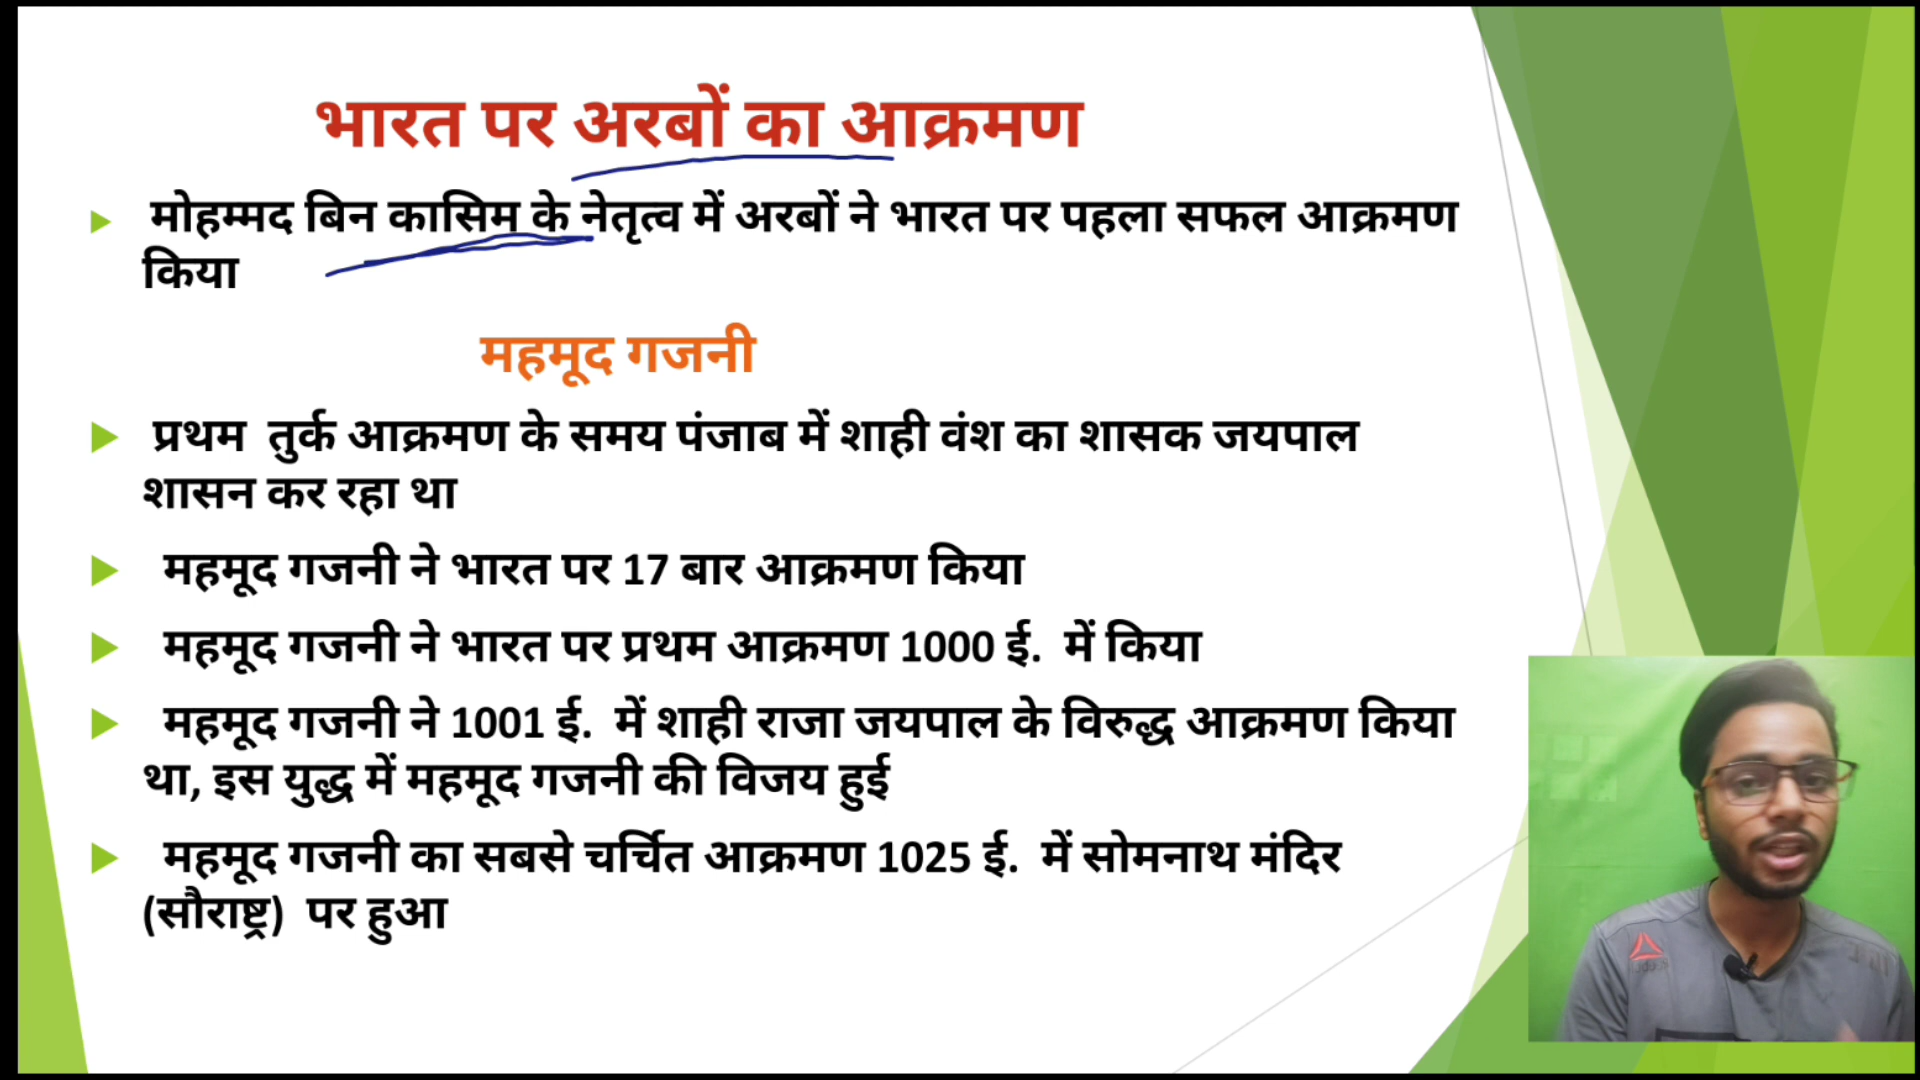 भारत पर अरबों का आक्रमण
मोहम्मद बिन कासिम के नेतृत्व में अरबों ने भारत पर पहला सफल आक्रमण
किया
महमूद गजनी
प्रथम तुर्क आक्रमण के समय पंजाब में शाही वंश का शासक जयपाल
शासन कर रहा था
महमूद गजनी ने भारत पर 17 बार आक्रमण किया
महमूद गजनी ने भारत पर प्रथम आक्रमण 1000 ई. में किया
महमूद गजनी ने 1001 ई. में शाही राजा जयपाल के विरुद्ध आक्रमण किया
था, इस युद्ध में महमूद गजनी की विजय हुई
महमूद गजनी का सबसे चर्चित आक्रमण 1025 ई. में सोमनाथ मंदिर
(सौराष्ट्र) पर हुआ